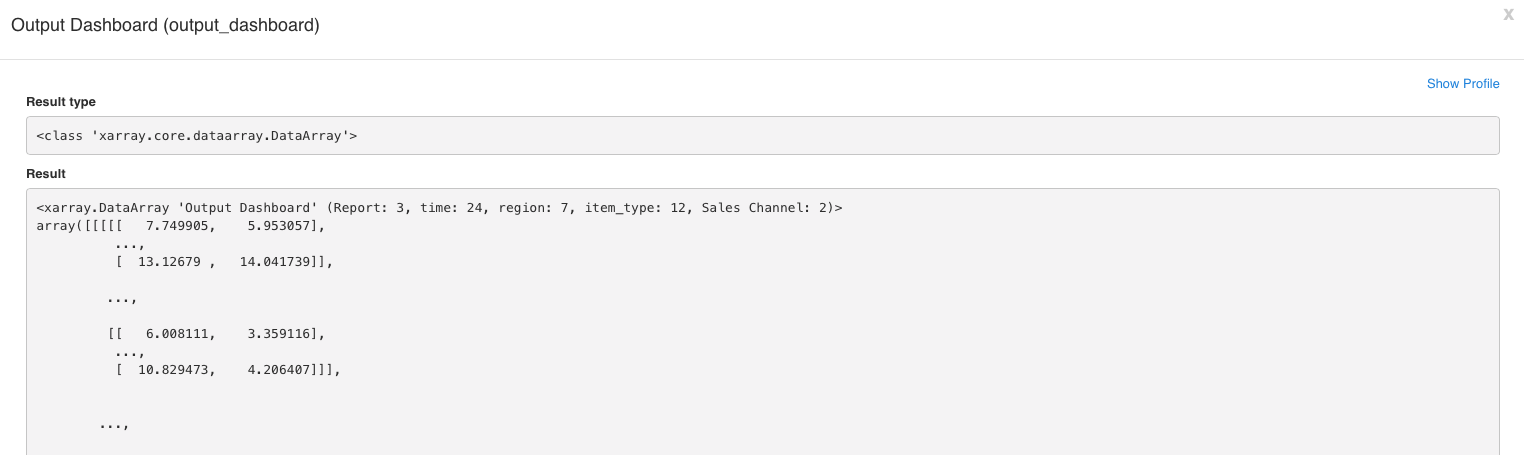 Output Dashboard (output_dashboard)
x
Show Profile
Result type
<class 'xarray.core.dataarray.DataArray'>
Result
<xarray.DataArray 'Output Dashboard' (Report: 3, time: 24, region: 7, item_type: 12, Sales Channel: 2)>
array([[[[[   7.749905,    5.953057],
          ...,
          [  13.12679 ,   14.041739]],
         ...,
         [[   6.008111,    3.359116],
          ...,
          [  10.829473,    4.206407]]],
        ...,